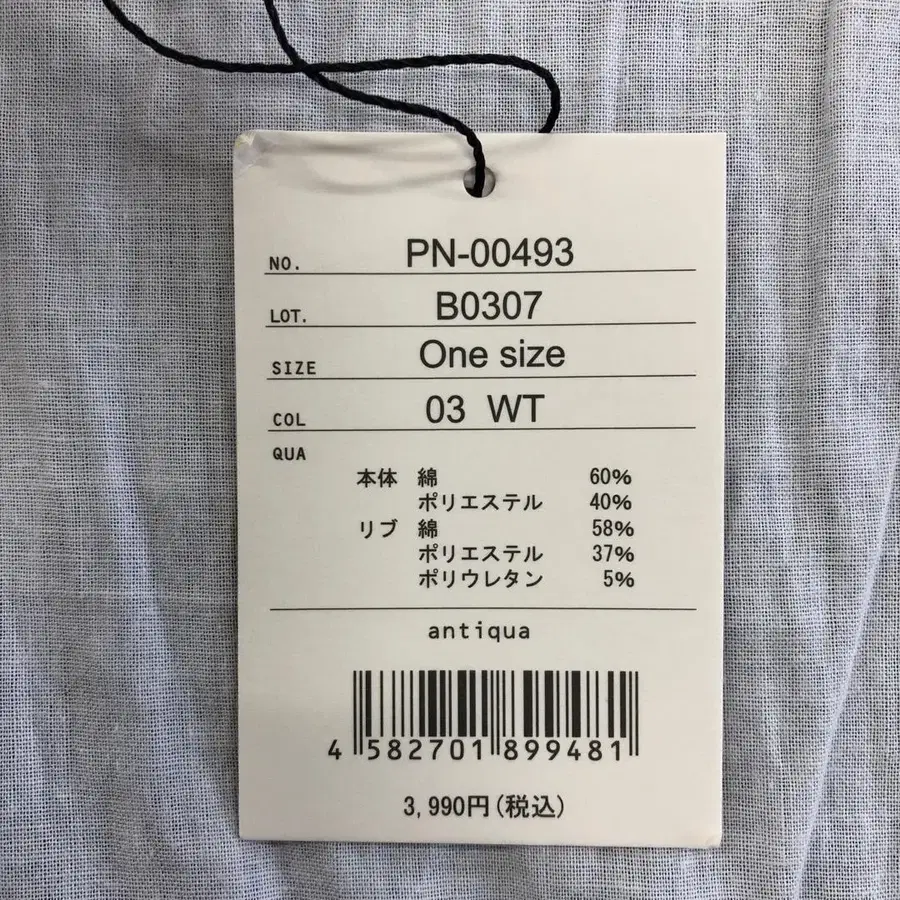 NO. PN-00493
LOT. B0307
SIZE One size
COL 03 WT
QUA
本体 綿 60%
ポリエステル 40%
リブ 綿 58%
ポリエステル 37%
ポリウレタン 5%
antiqua
4 582701 899481
3,990円(税込)